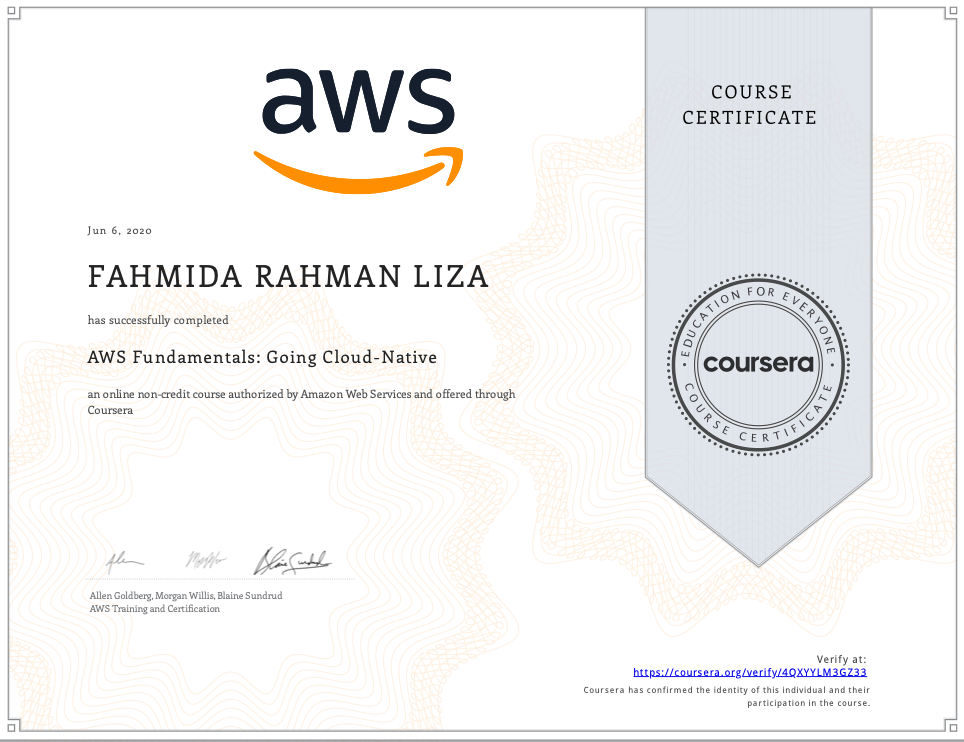 aws
COURSE
CERTIFICATE
Jun 6, 2020
FAHMIDA RAHMAN LIZA
has successfully completed
AWS Fundamentals: Going Cloud-Native
an online non-credit course authorized by Amazon Web Services and offered through
Coursera
EDUCATION FOR EVERYONE
coursera
COURSE CERTIFICATE
Allen Goldberg, Morgan Willis, Blaine Sundrud
AWS Training and Certification
Verify at:
https://coursera.org/verify/4QXYYLM3GZ33
Coursera has confirmed the identity of this individual and their
participation in the course.